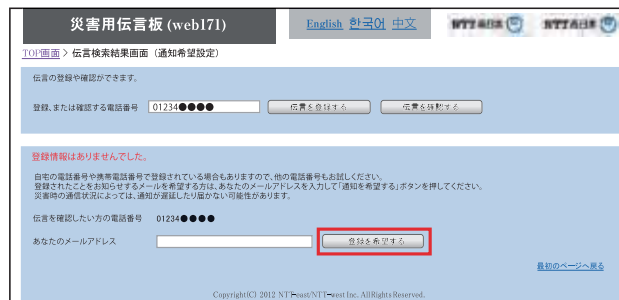 災害用伝言板 (web171)
English 한국어 中文
NTT東日本 NTT西日本
TOP画面 > 伝言検索結果画面（通知希望設定）
伝言の登録や確認ができます。
登録、または確認する電話番号 01234●●●● 伝言を登録する 伝言を確認する
登録情報はありませんでした。
自宅の電話番号や携帯電話番号で登録されている場合もありますので、他の電話番号もお試しください。
登録されたことをお知らせするメールを希望する方は、あなたのメールアドレスを入力して「通知を希望する」ボタンを押してください。
災害時の通信状況によっては、通知が遅延したり届かない可能性があります。
伝言を確認したい方の電話番号 01234●●●●
あなたのメールアドレス 登録を希望する
最初のページへ戻る
Copyright(C) 2012 NTT-east/NTT-west Inc. All Rights Reserved.